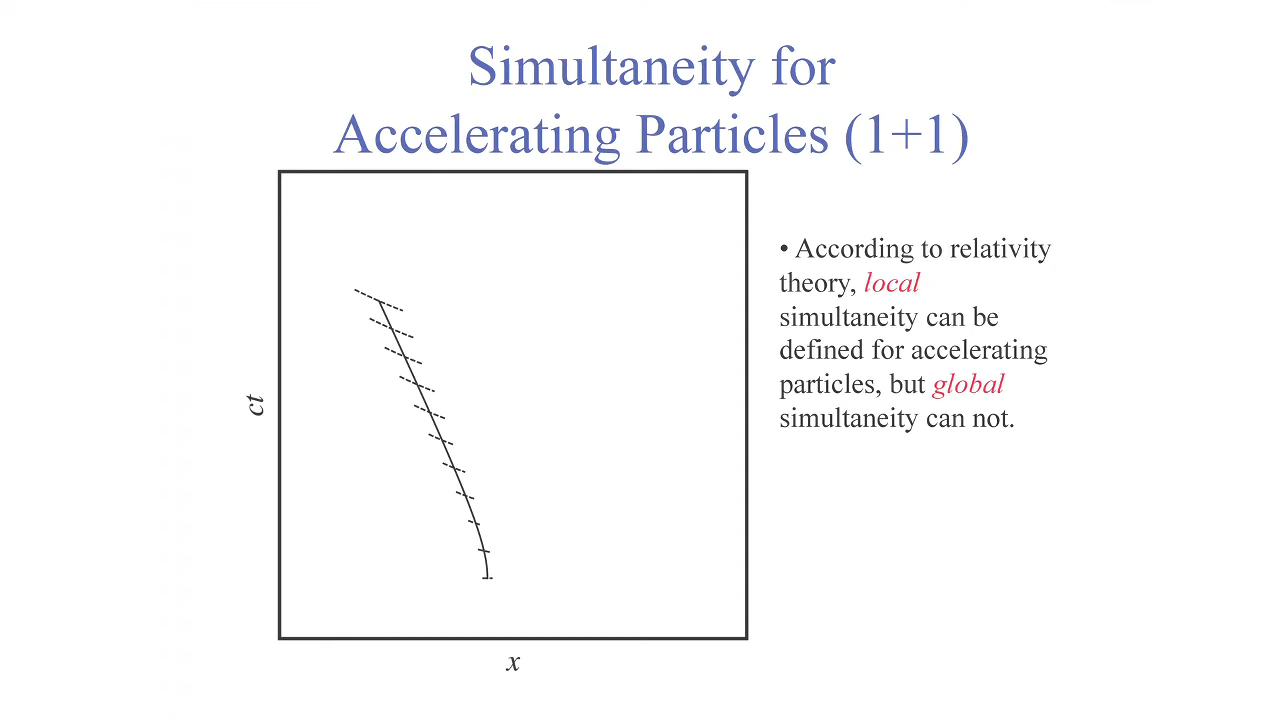 Simultaneity for
Accelerating Particles (1+1)
• According to relativity
theory, local
simultaneity can be
defined for accelerating
particles, but global
simultaneity can not.
ct
x